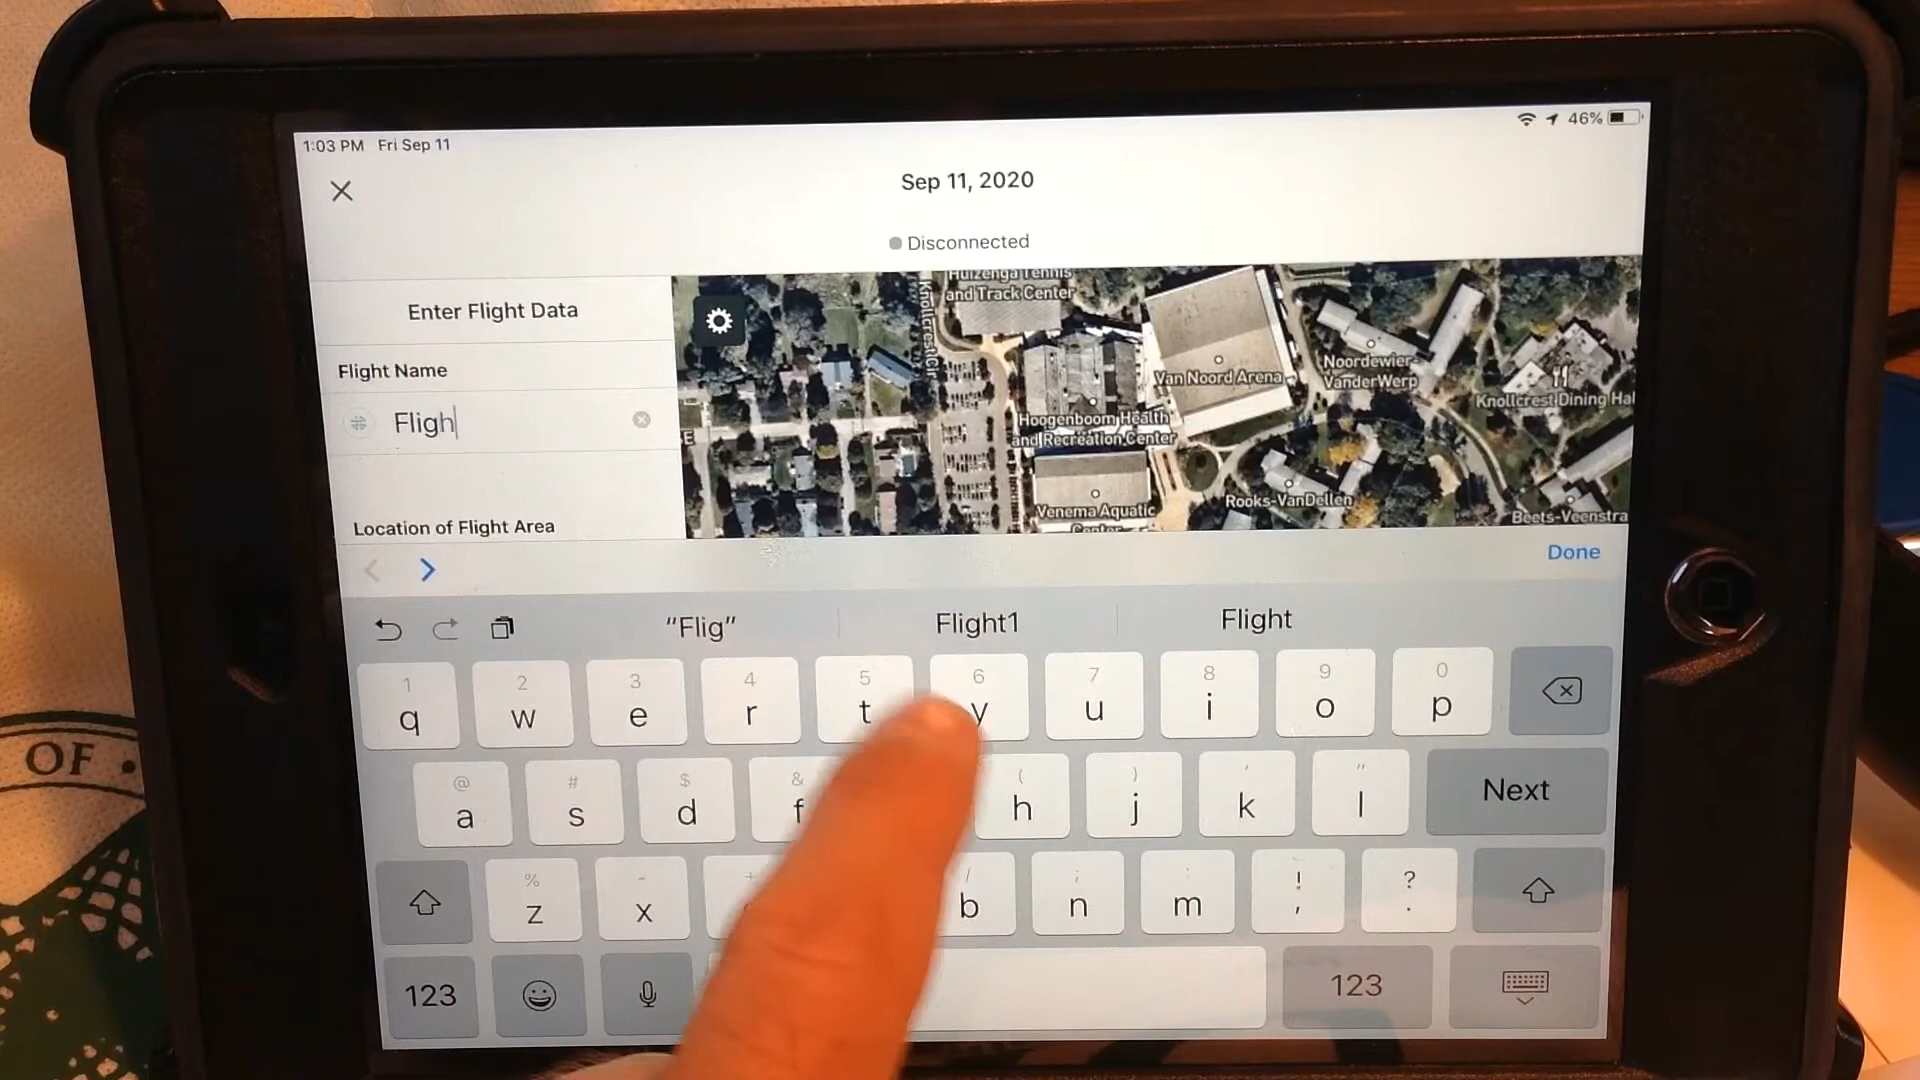 1:03 PM Fri Sep 11
46%
Sep 11, 2020
Disconnected
Enter Flight Data
Flight Name
Fligh
Location of Flight Area
Huizenga Tennis
and Track Center
Knollcrest Cir
Van Noord Arena
Noordewier-
VanderWerp
Knollcrest Dining Hal
Hoogenboom Health
and Recreation Center
E
Venema Aquatic
Center
Rooks-VanDellen
Beets-Veenstra
Done
"Flig"
Flight1
Flight
1 2 3 4 5 6 7 8 9 0
q w e r t y u i o p
@ # $ & ( ) ' "
a s d f h j k l Next
% - + / ; : ! ?
z x b n m , .
123 123
OF •